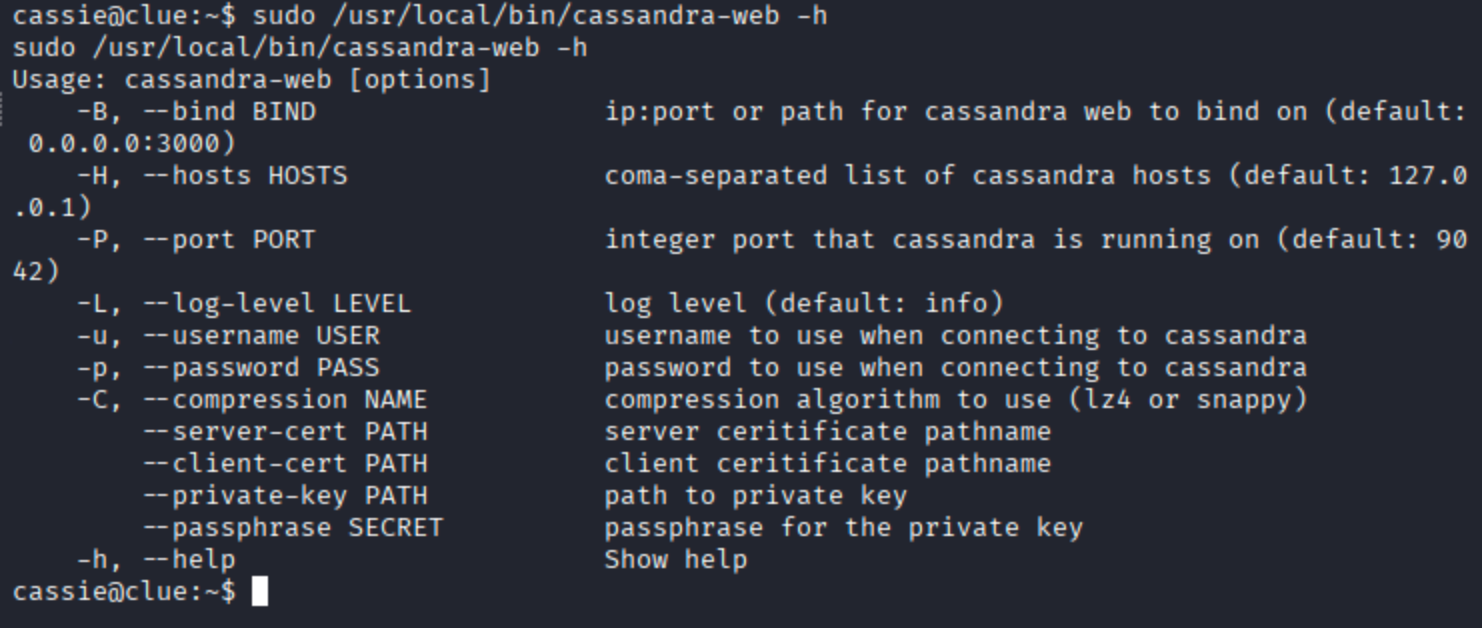 cassie@clue:~$ sudo /usr/local/bin/cassandra-web -h
sudo /usr/local/bin/cassandra-web -h
Usage: cassandra-web [options]
    -B, --bind BIND                  ip:port or path for cassandra web to bind on (default:
 0.0.0.0:3000)
    -H, --hosts HOSTS                coma-separated list of cassandra hosts (default: 127.0
.0.1)
    -P, --port PORT                  integer port that cassandra is running on (default: 90
42)
    -L, --log-level LEVEL            log level (default: info)
    -u, --username USER              username to use when connecting to cassandra
    -p, --password PASS              password to use when connecting to cassandra
    -C, --compression NAME           compression algorithm to use (lz4 or snappy)
        --server-cert PATH           server ceritificate pathname
        --client-cert PATH           client ceritificate pathname
        --private-key PATH           path to private key
        --passphrase SECRET          passphrase for the private key
    -h, --help                       Show help
cassie@clue:~$